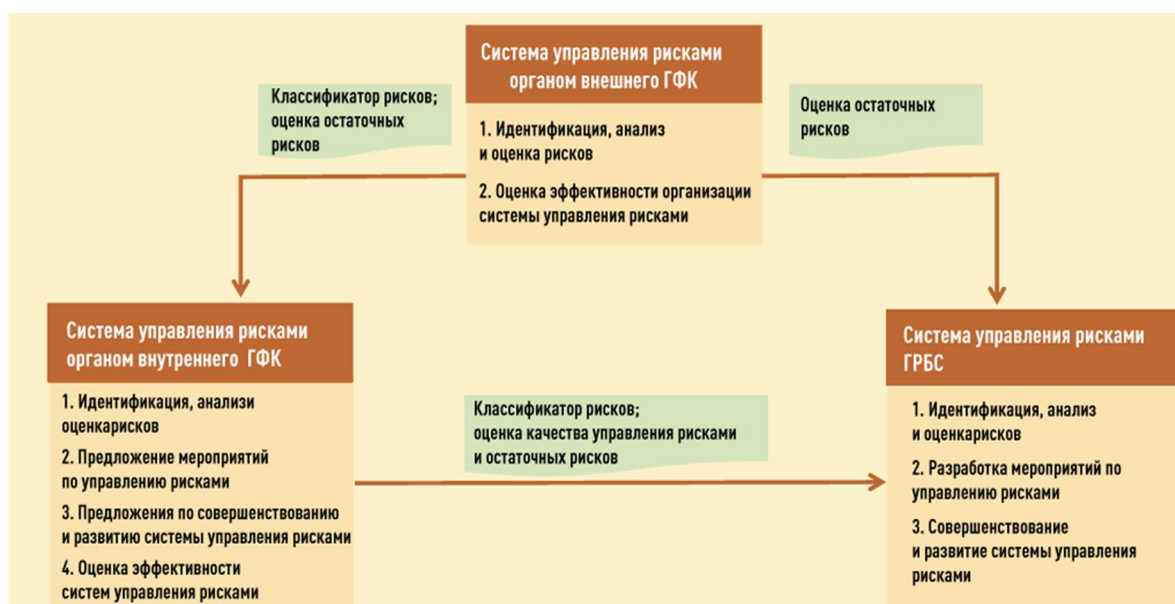 Система управления рисками
органом внешнего ГФК
Классификатор рисков;
оценка остаточных
рисков
1. Идентификация, анализ
и оценка рисков
2. Оценка эффективности организации
системы управления рисками
Оценка остаточных
рисков
Система управления рисками
органом внутреннего ГФК
1. Идентификация, анализи
оценкарисков
2. Предложение мероприятий
по управлению рисками
3. Предложения по совершенствованию
и развитию системы управления рисками
4. Оценка эффективности
систем управления рисками
Классификатор рисков;
оценка качества управления рисками
и остаточных рисков
Система управления рисками
ГРБС
1. Идентификация, анализ
и оценкарисков
2. Разработка мероприятий по
управлению рисками
3. Совершенствование
и развитие системы управления
рисками